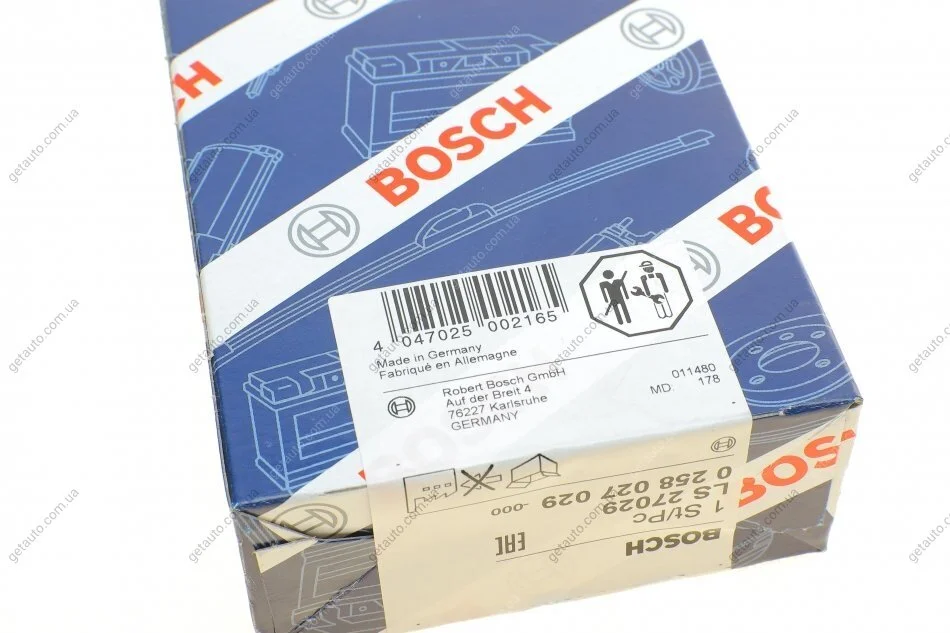 BOSCH
H
BO
4 047025 002165
Made in Germany
Fabriqué en Allemagne
Robert Bosch GmbH
Auf der Breit 4
76227 Karlsruhe
GERMANY
011480
MD. 178
BOSCH
1 St/Pc
LS 27029
0 258 027 029 -000
EAC
BOSCH
getauto.com.ua